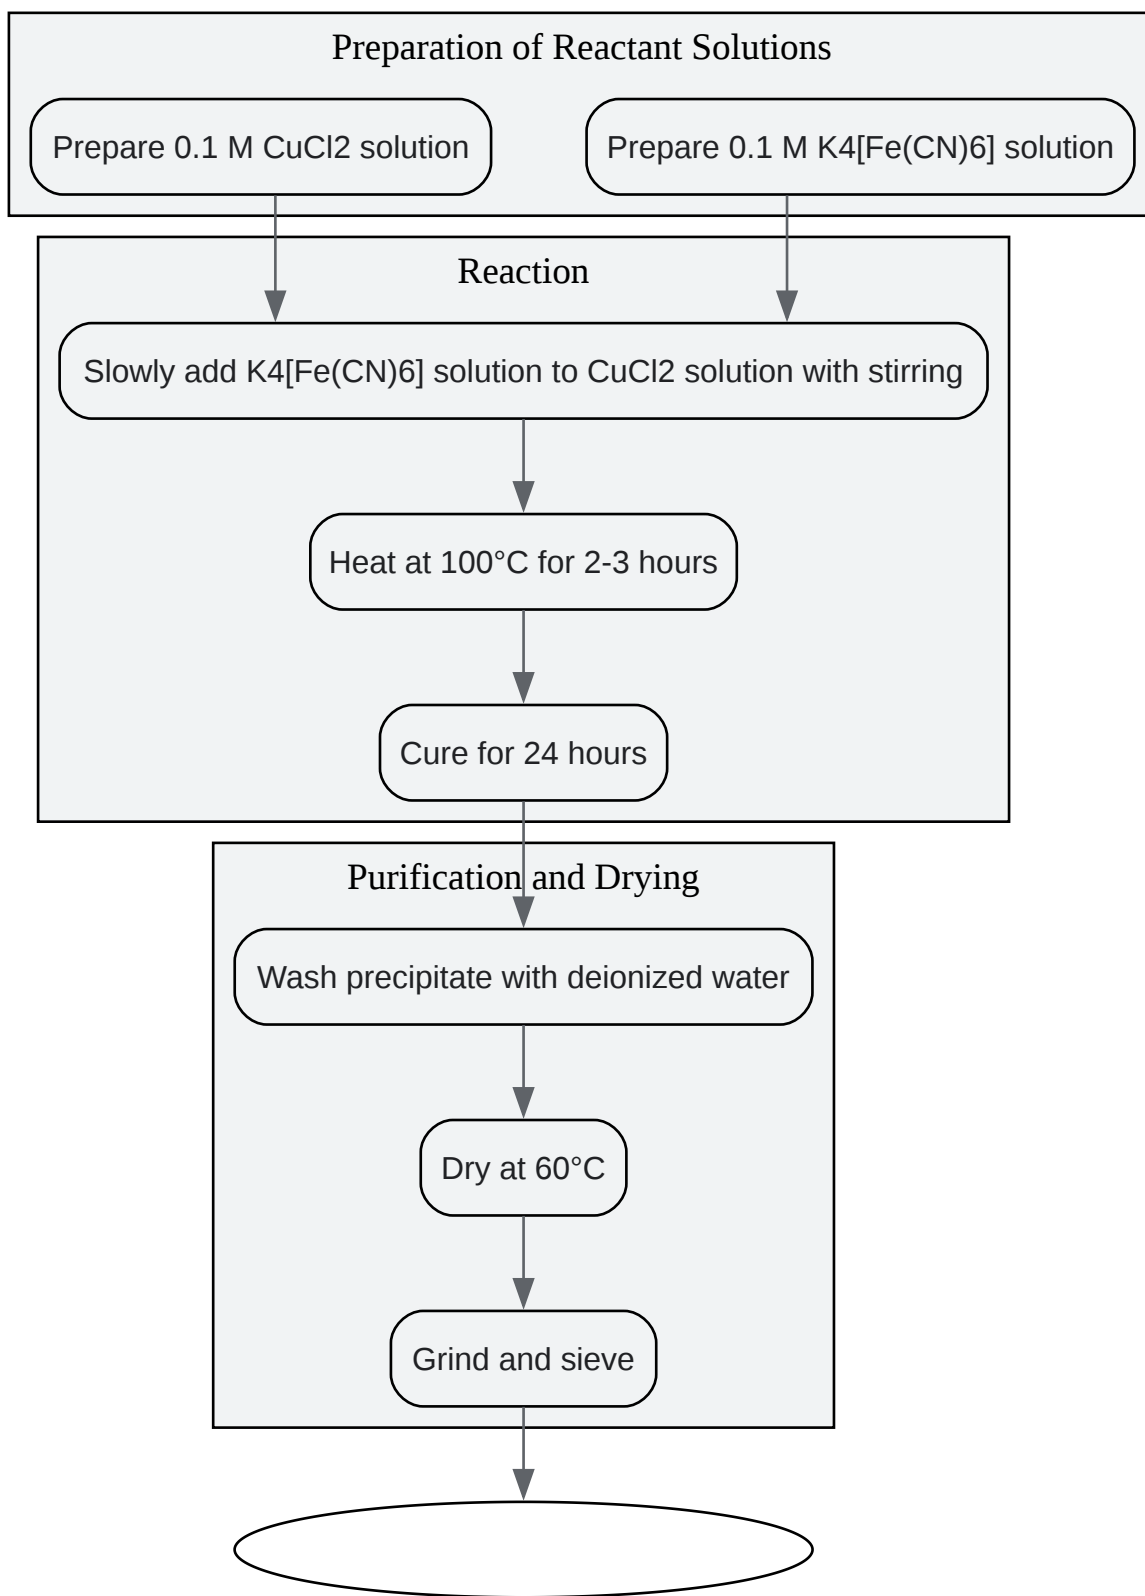 Preparation of Reactant Solutions
Prepare 0.1 M CuCl2 solution
Prepare 0.1 M K4[Fe(CN)6] solution
Reaction
Slowly add K4[Fe(CN)6] solution to CuCl2 solution with stirring
Heat at 100°C for 2-3 hours
Cure for 24 hours
Purification and Drying
Wash precipitate with deionized water
Dry at 60°C
Grind and sieve